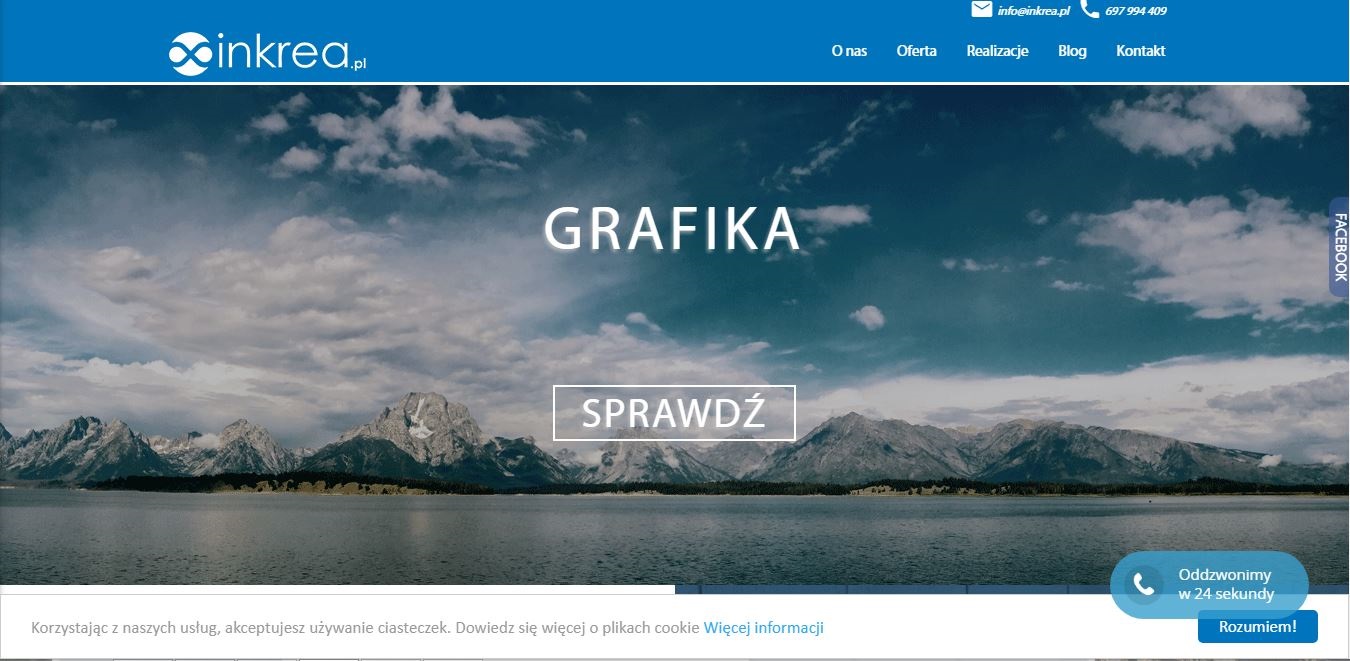 info@inkrea.pl 697 994 409
inkrea.pl
O nas Oferta Realizacje Blog Kontakt
GRAFIKA
FACEBOOK
SPRAWDŹ
Oddzwonimy
w 24 sekundy
Korzystając z naszych usług, akceptujesz używanie ciasteczek. Dowiedz się więcej o plikach cookie Więcej informacji
Rozumiem!